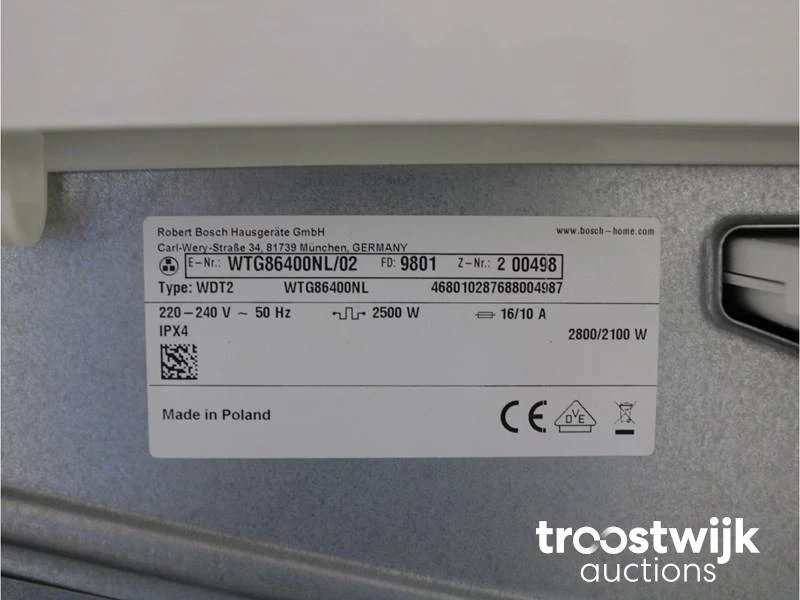 Robert Bosch Hausgeräte GmbH
www.bosch-home.com
Carl-Wery-Straße 34, 81739 München, GERMANY
E-Nr.: WTG86400NL/02 FD: 9801 Z-Nr.: 2 00498
Type: WDT2 WTG86400NL 468010287688004987
220-240 V ~ 50 Hz 2500 W 16/10 A
IPX4
2800/2100 W
Made in Poland
CE DVE
troostwijk
auctions